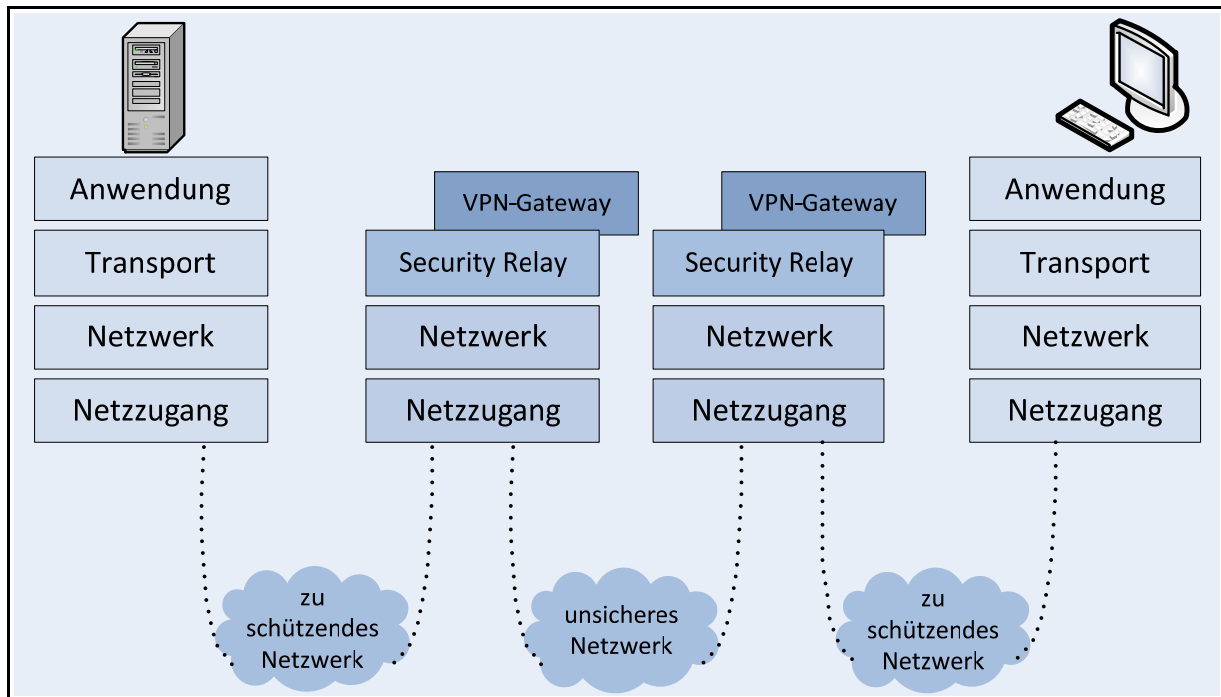 Anwendung
Transport
Netzwerk
Netzzugang
VPN-Gateway
Security Relay
Netzwerk
Netzzugang
VPN-Gateway
Security Relay
Netzwerk
Netzzugang
Anwendung
Transport
Netzwerk
Netzzugang
zu
schützendes
Netzwerk
unsicheres
Netzwerk
zu
schützendes
Netzwerk